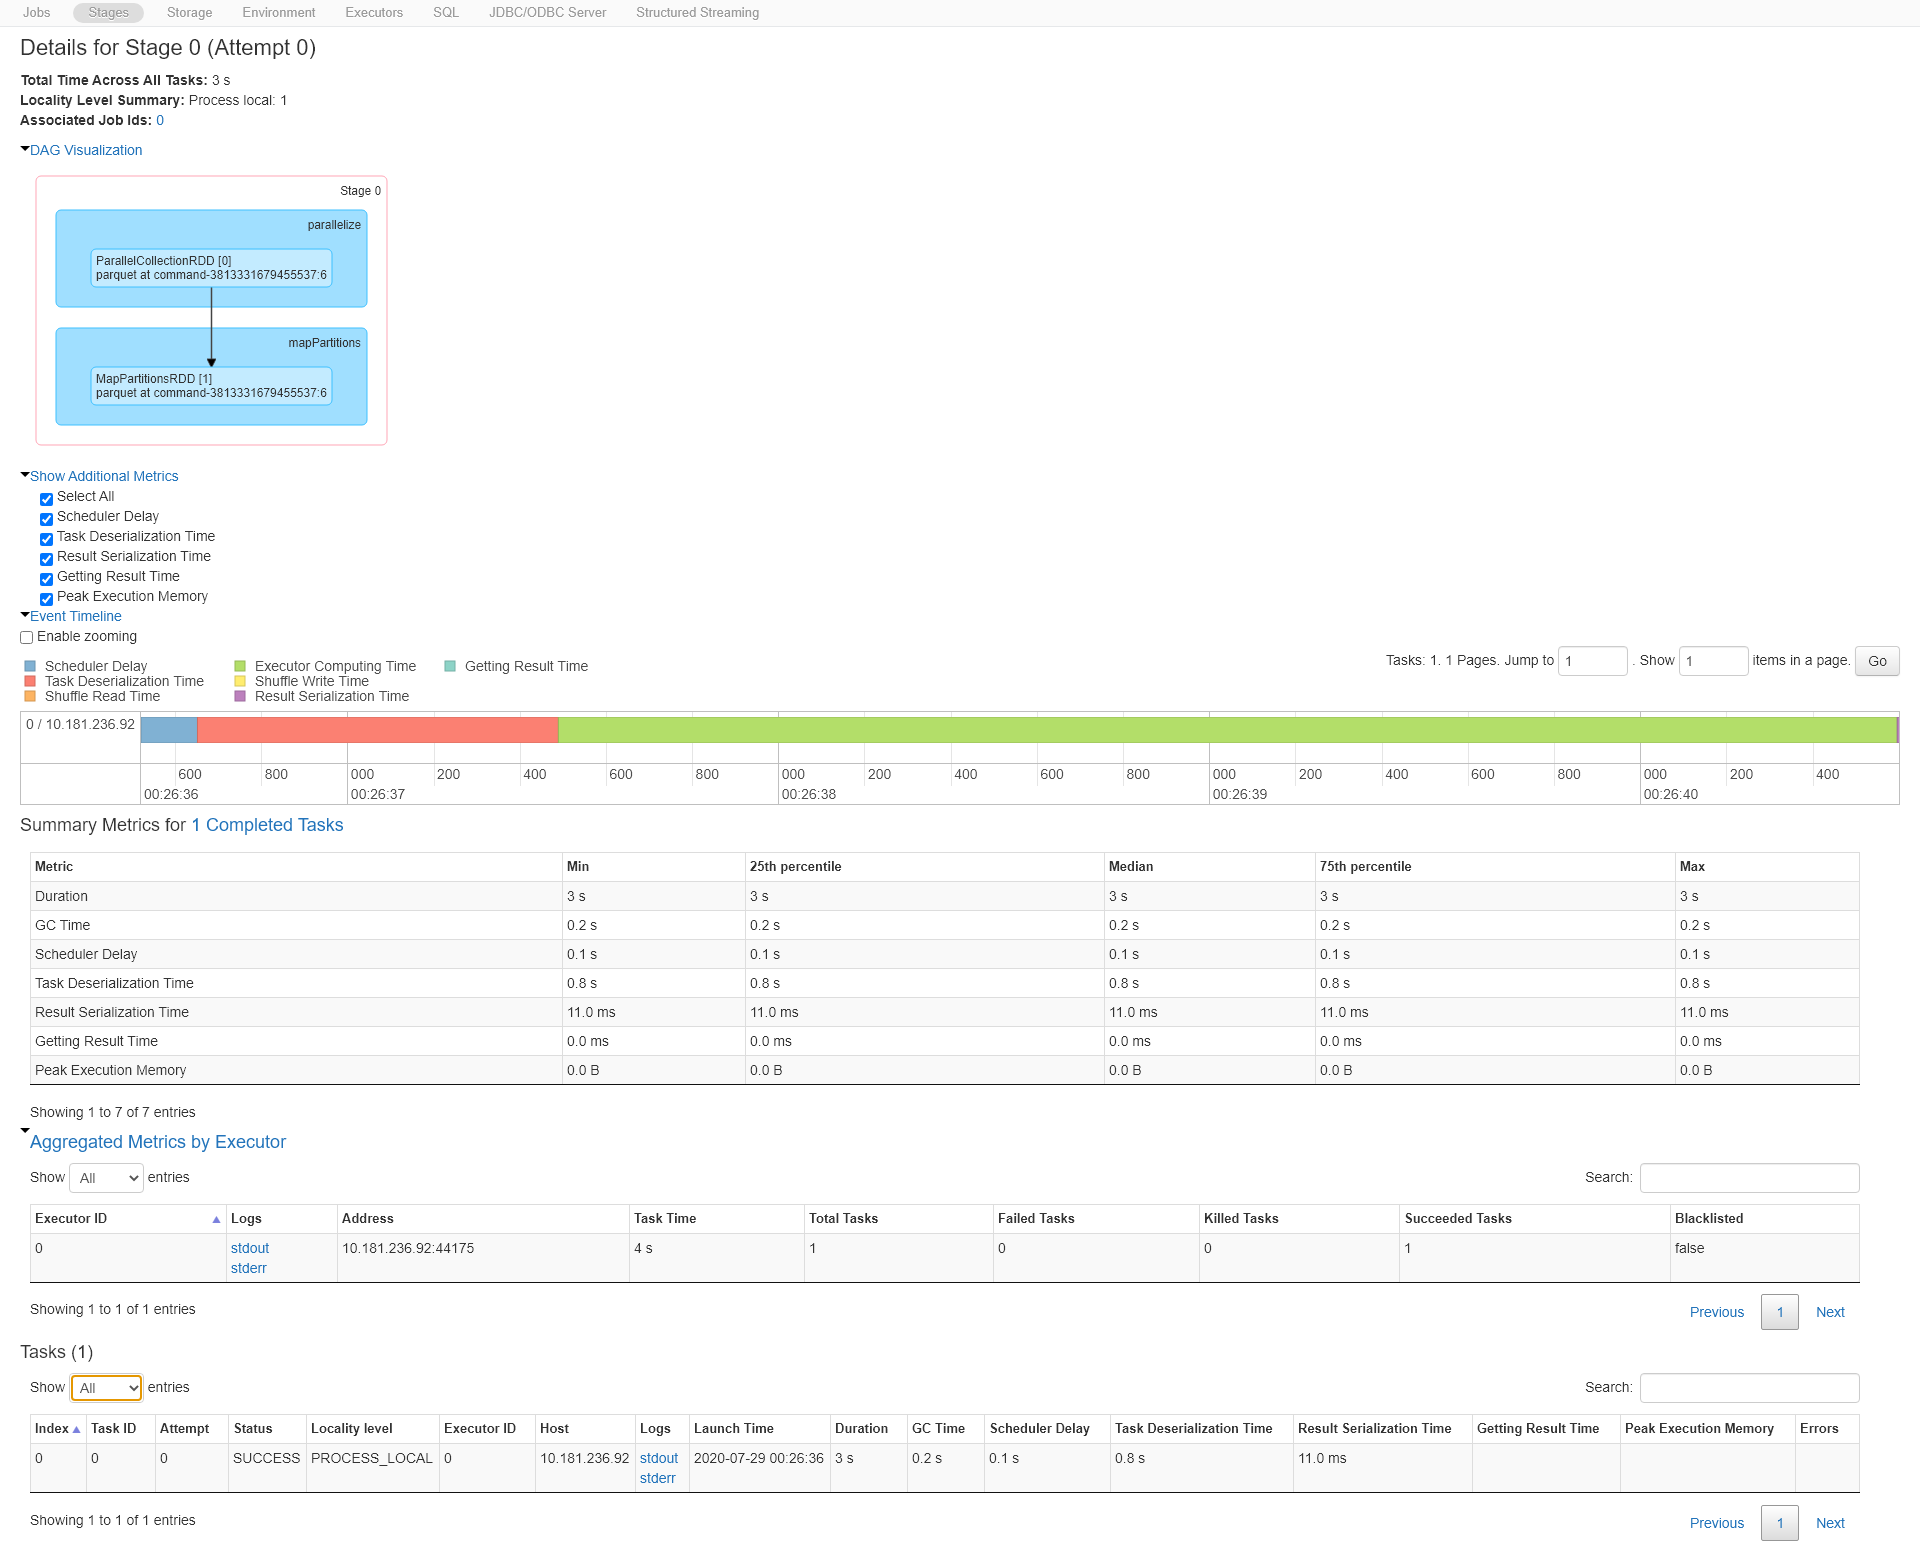 Jobs Stages Storage Environment Executors SQL JDBC/ODBC Server Structured Streaming
Details for Stage 0 (Attempt 0)
Total Time Across All Tasks: 3 s
Locality Level Summary: Process local: 1
Associated Job Ids: 0
DAG Visualization
Stage 0
parallelize
ParallelCollectionRDD [0]
parquet at command-3813331679455537:6
mapPartitions
MapPartitionsRDD [1]
parquet at command-3813331679455537:6
Show Additional Metrics
Select All
Scheduler Delay
Task Deserialization Time
Result Serialization Time
Getting Result Time
Peak Execution Memory
Event Timeline
Enable zooming
Scheduler Delay Executor Computing Time Getting Result Time
Task Deserialization Time Shuffle Write Time
Shuffle Read Time Result Serialization Time
Tasks: 1. 1 Pages. Jump to 1 . Show 1 items in a page. Go
0 / 10.181.236.92
600 800 000 200 400 600 800 000 200 400 600 800 000 200 400 600 800 000 200 400
00:26:36 00:26:37 00:26:38 00:26:39 00:26:40
Summary Metrics for 1 Completed Tasks
Metric Min 25th percentile Median 75th percentile Max
Duration 3 s 3 s 3 s 3 s 3 s
GC Time 0.2 s 0.2 s 0.2 s 0.2 s 0.2 s
Scheduler Delay 0.1 s 0.1 s 0.1 s 0.1 s 0.1 s
Task Deserialization Time 0.8 s 0.8 s 0.8 s 0.8 s 0.8 s
Result Serialization Time 11.0 ms 11.0 ms 11.0 ms 11.0 ms 11.0 ms
Getting Result Time 0.0 ms 0.0 ms 0.0 ms 0.0 ms 0.0 ms
Peak Execution Memory 0.0 B 0.0 B 0.0 B 0.0 B 0.0 B
Showing 1 to 7 of 7 entries
Aggregated Metrics by Executor
Show All entries Search:
Executor ID Logs Address Task Time Total Tasks Failed Tasks Killed Tasks Succeeded Tasks Blacklisted
0 stdout 10.181.236.92:44175 4 s 1 0 0 1 false
stderr
Showing 1 to 1 of 1 entries Previous 1 Next
Tasks (1)
Show All entries Search:
Index Task ID Attempt Status Locality level Executor ID Host Logs Launch Time Duration GC Time Scheduler Delay Task Deserialization Time Result Serialization Time Getting Result Time Peak Execution Memory Errors
0 0 0 SUCCESS PROCESS_LOCAL 0 10.181.236.92 stdout 2020-07-29 00:26:36 3 s 0.2 s 0.1 s 0.8 s 11.0 ms
stderr
Showing 1 to 1 of 1 entries Previous 1 Next